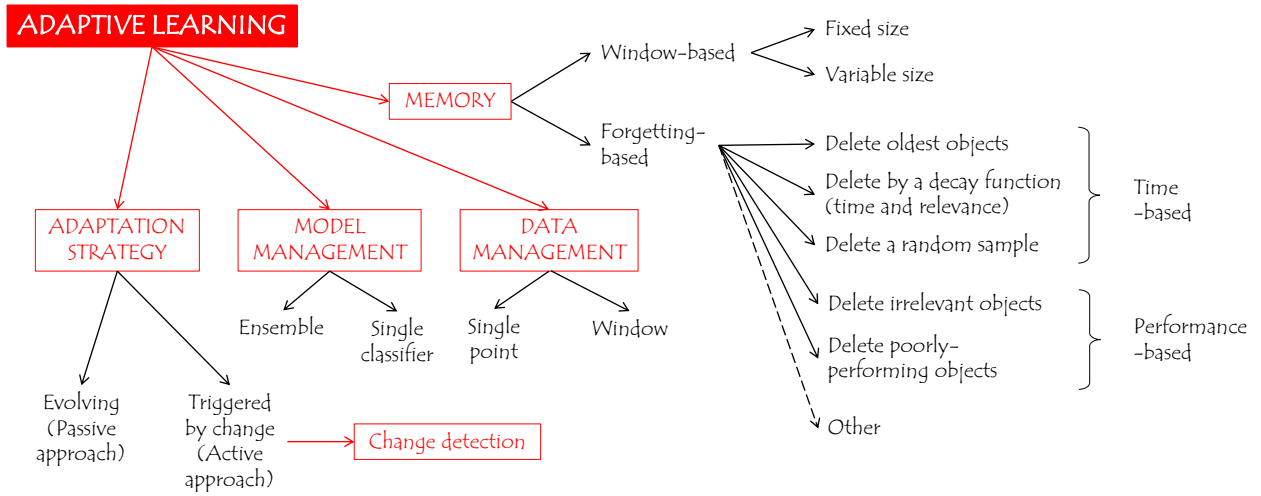 ADAPTIVE LEARNING
MEMORY
Window-based
Fixed size
Variable size
Forgetting-
based
Delete oldest objects
Delete by a decay function
(time and relevance)
Delete a random sample
Time
-based
Delete irrelevant objects
Delete poorly-
performing objects
Performance
-based
Other
ADAPTATION
STRATEGY
MODEL
MANAGEMENT
DATA
MANAGEMENT
Ensemble
Single
classifier
Single
point
Window
Evolving
(Passive
approach)
Triggered
by change
(Active
approach)
Change detection